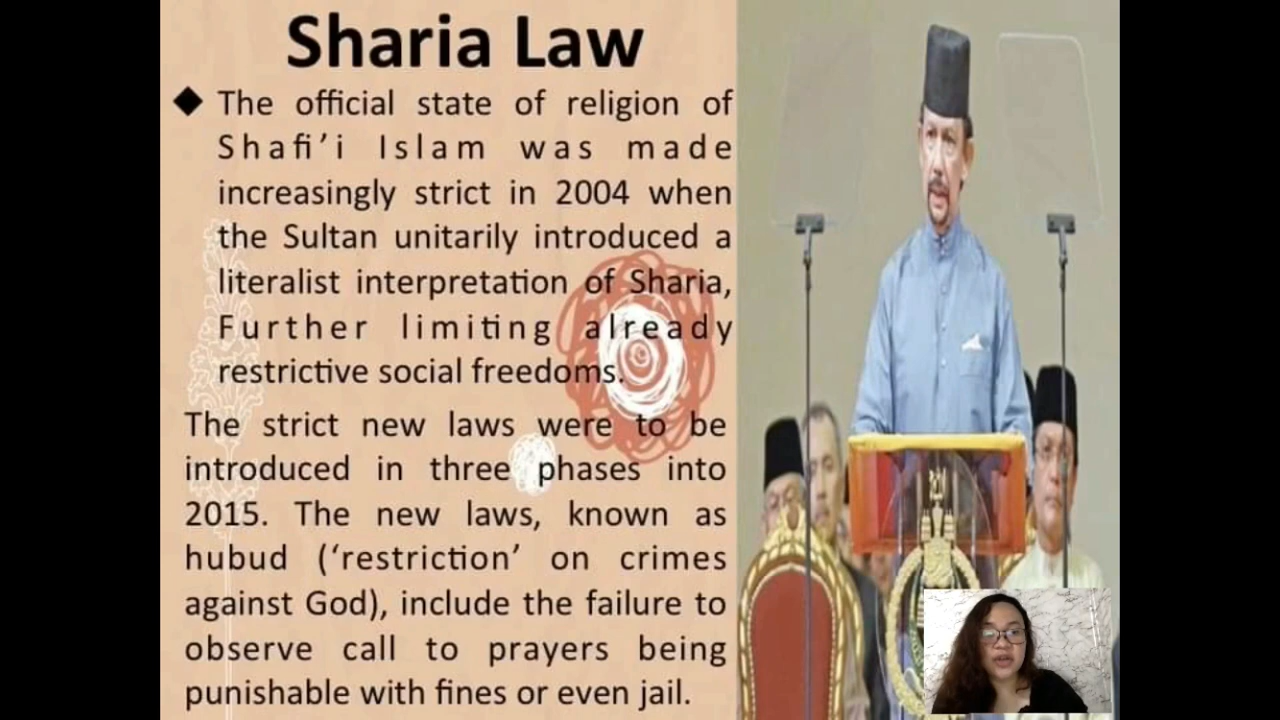 Sharia Law
The official state of religion of
Shafi’i Islam was made
increasingly strict in 2004 when
the Sultan unitarily introduced a
literalist interpretation of Sharia,
Further limiting already
restrictive social freedoms.
The strict new laws were to be
introduced in three phases into
2015. The new laws, known as
hubud (‘restriction’ on crimes
against God), include the failure to
observe call to prayers being
punishable with fines or even jail.